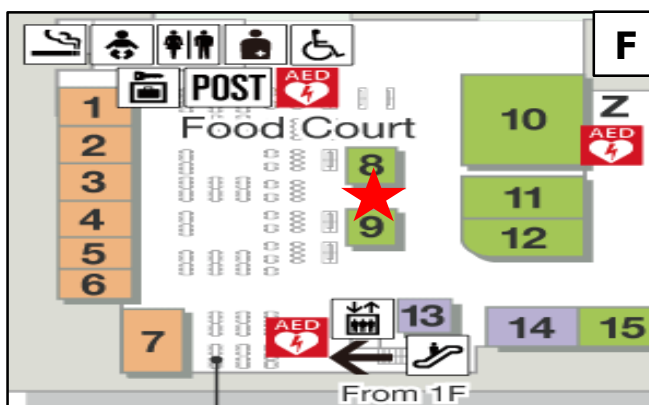 F
POST AED
1 10 Z
Food Court
AED
2
8
3 11
4 9
12
5
6
13
14 15
7 AED
From 1F